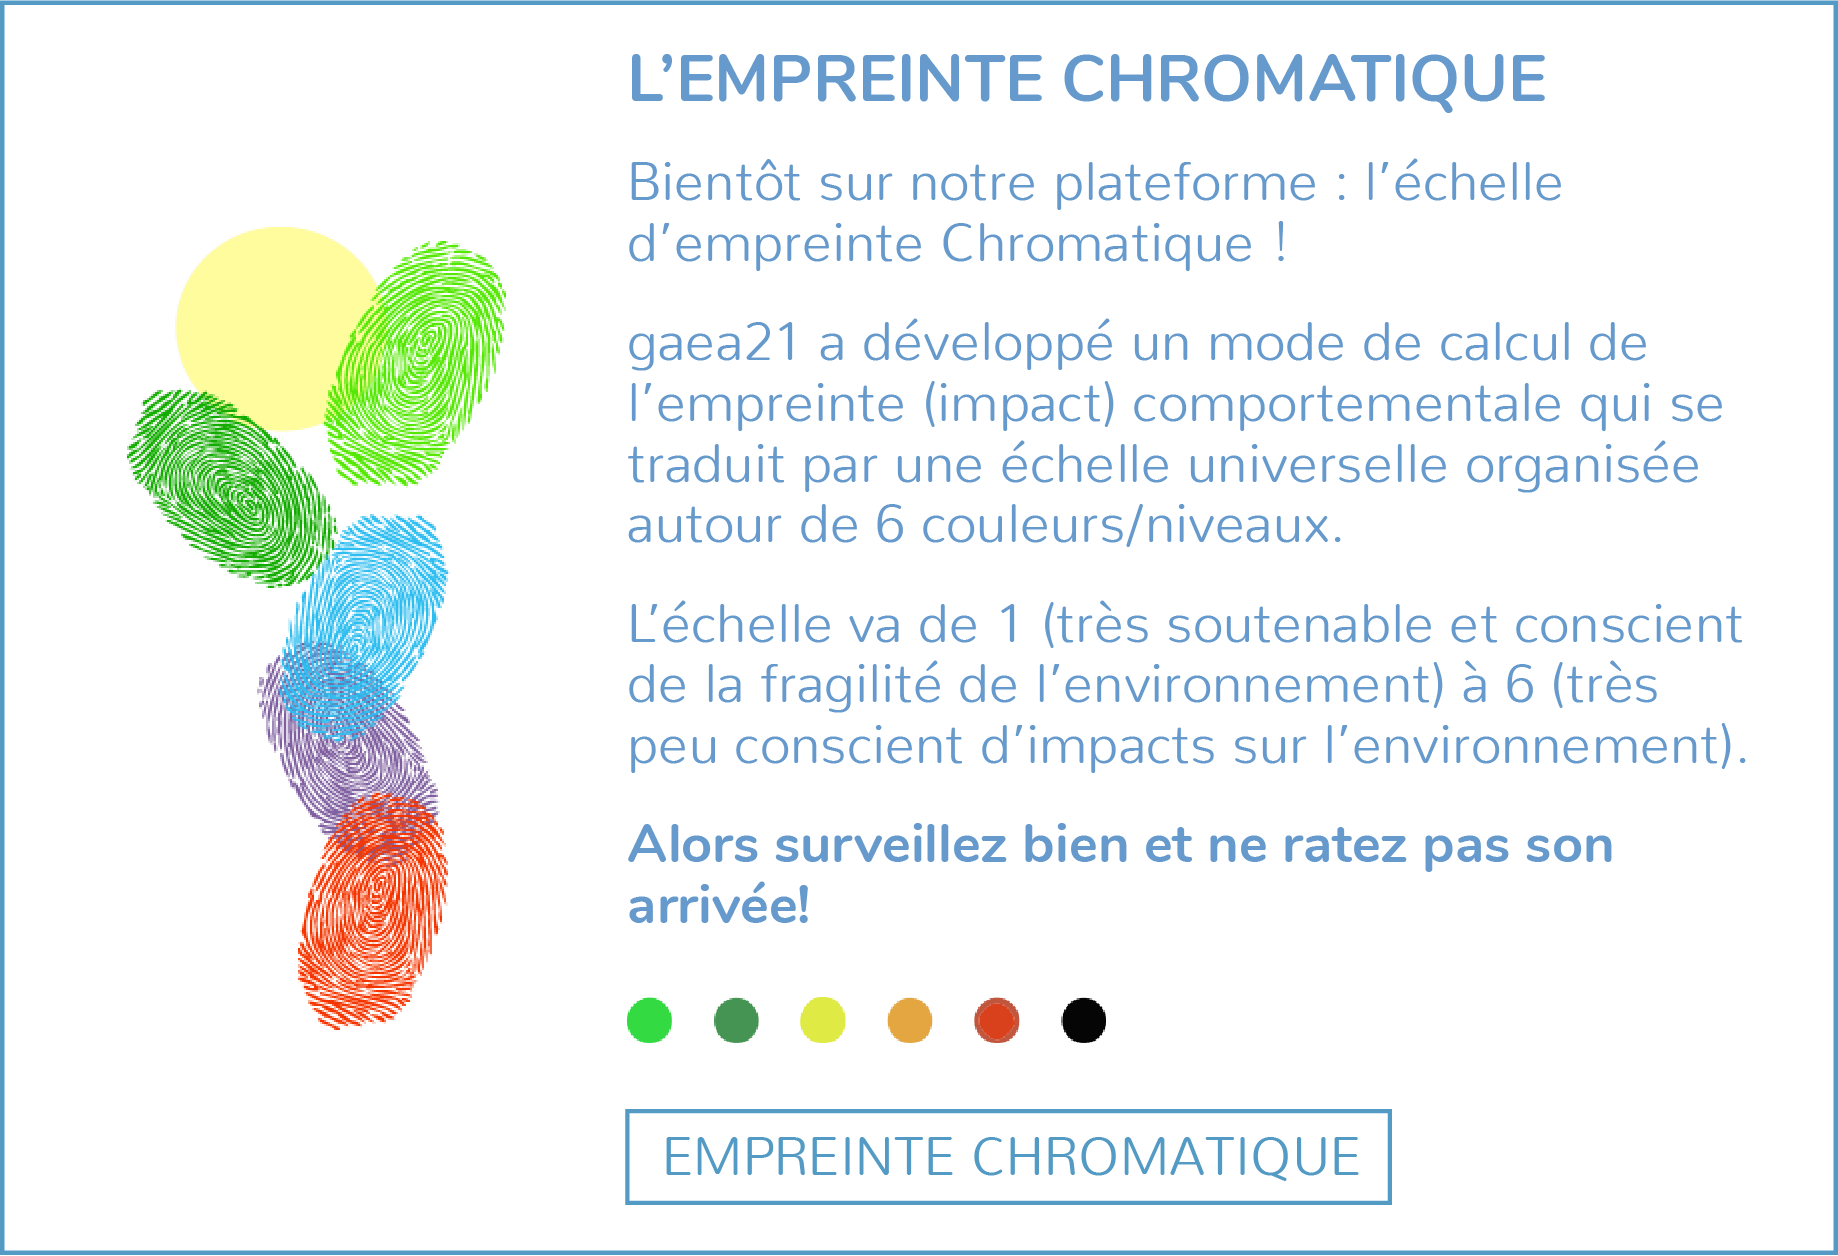 L’EMPREINTE CHROMATIQUE
Bientôt sur notre plateforme : l’échelle
d’empreinte Chromatique !
gaea21 a développé un mode de calcul de
l’empreinte (impact) comportementale qui se
traduit par une échelle universelle organisée
autour de 6 couleurs/niveaux.
L’échelle va de 1 (très soutenable et conscient
de la fragilité de l’environnement) à 6 (très
peu conscient d’impacts sur l’environnement).
Alors surveillez bien et ne ratez pas son
arrivée!
EMPREINTE CHROMATIQUE